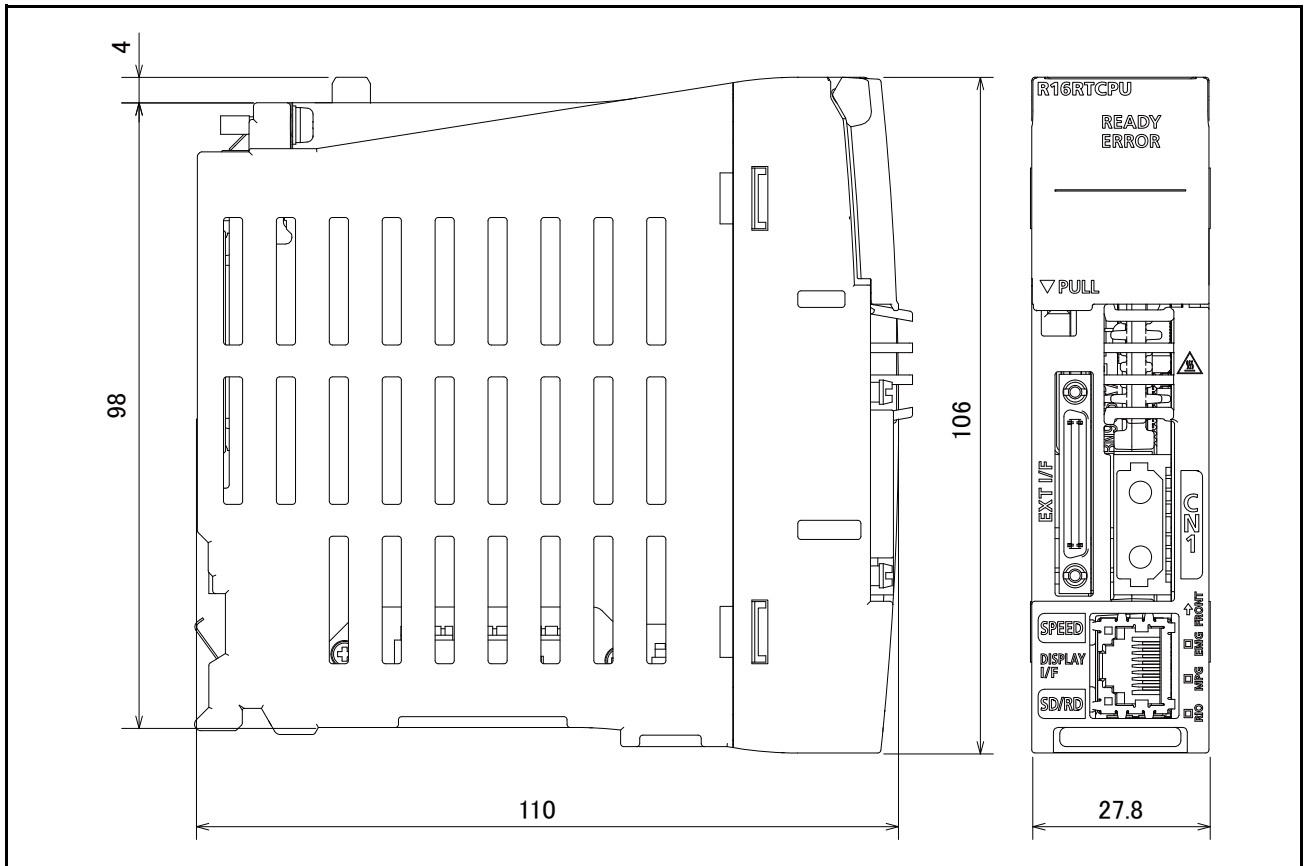 4
98
106
110
27.8
R16RTCPU
READY
ERROR
▽ PULL
EXT I/F
CN1
SPEED
DISPLAY
I/F
SD/RD
↑ FRONT
EMG
MPG
RIO